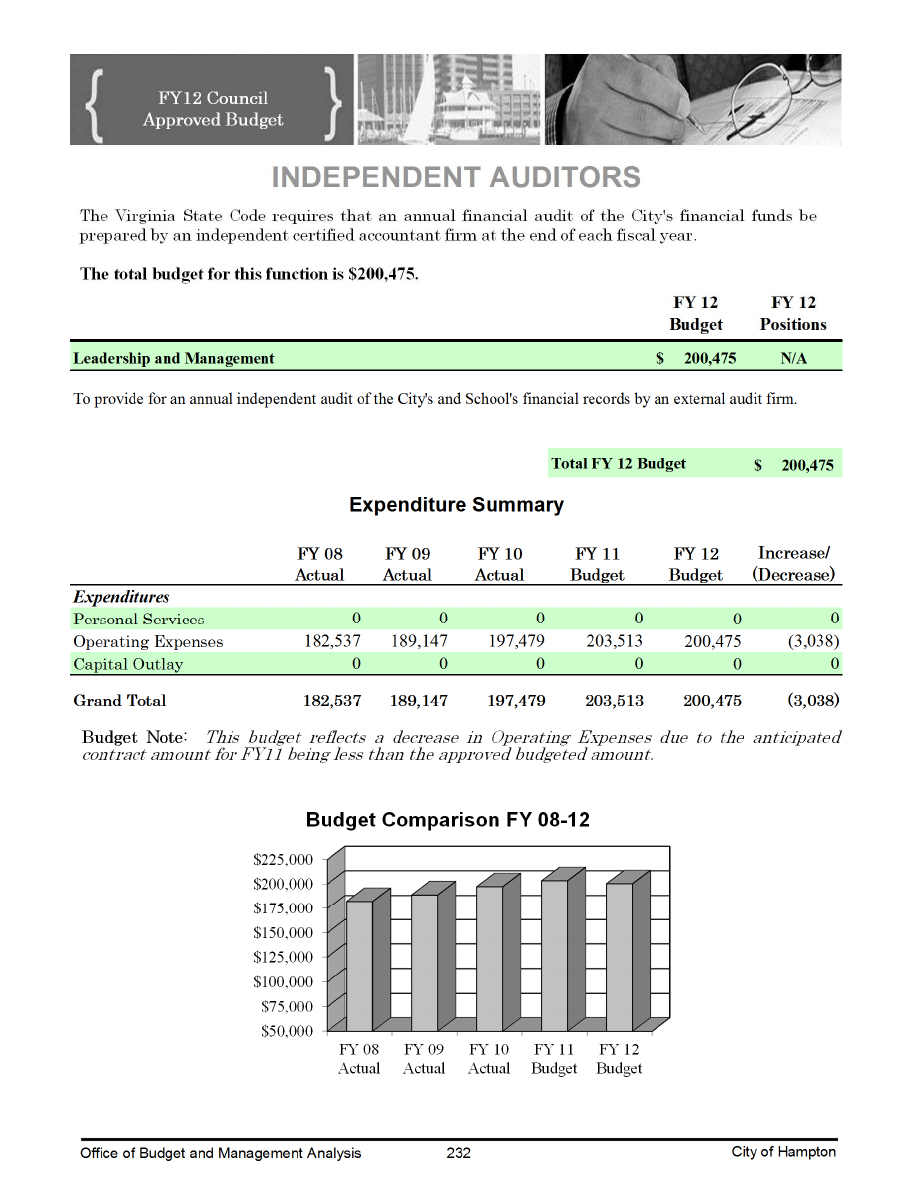 FY12 Council
Approved Budget
INDEPENDENT AUDITORS
The Virginia State Code requires that an annual financial audit of the City's financial funds be
prepared by an independent certified accountant firm at the end of each fiscal year.
The total budget for this function is $200,475.
FY 12 FY 12
Budget Positions
Leadership and Management $ 200,475 N/A
To provide for an annual independent audit of the City's and School's financial records by an external audit firm.
Total FY 12 Budget $ 200,475
Expenditure Summary
FY 08 FY 09 FY 10 FY 11 FY 12 Increase/
Actual Actual Actual Budget Budget (Decrease)
Expenditures
Personal Services 0 0 0 0 0 0
Operating Expenses 182,537 189,147 197,479 203,513 200,475 (3,038)
Capital Outlay 0 0 0 0 0 0
Grand Total 182,537 189,147 197,479 203,513 200,475 (3,038)
Budget Note: This budget reflects a decrease in Operating Expenses due to the anticipated
contract amount for FY11 being less than the approved budgeted amount.
Budget Comparison FY 08-12
$225,000
$200,000
$175,000
$150,000
$125,000
$100,000
$75,000
$50,000
FY 08 FY 09 FY 10 FY 11 FY 12
Actual Actual Actual Budget Budget
Office of Budget and Management Analysis 232 City of Hampton